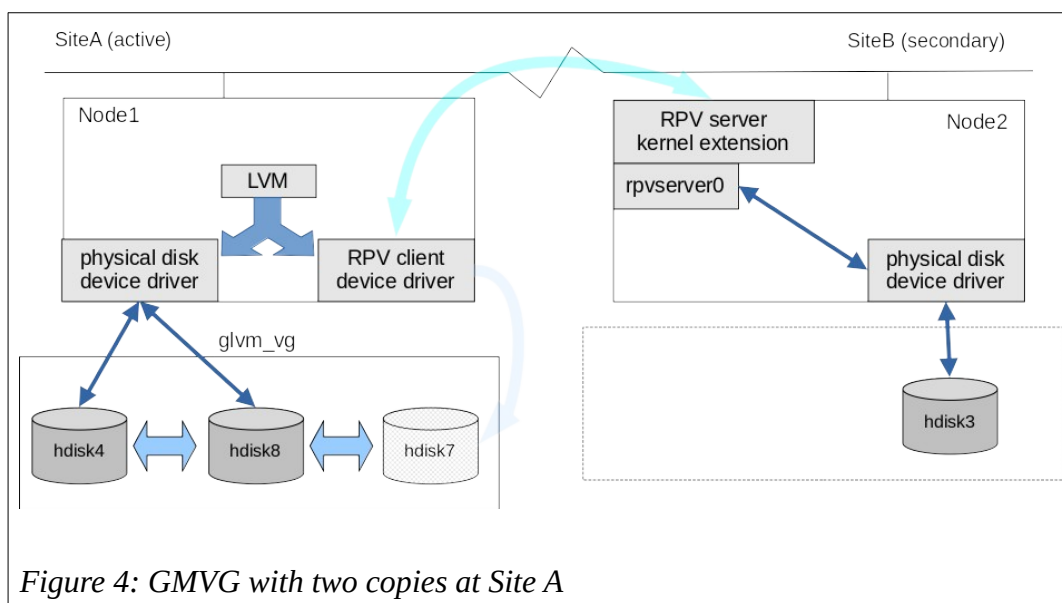 SiteA (active)
SiteB (secondary)
Node1
RPV server
kernel extension
Node2
LVM
rpvserver0
physical disk
device driver
RPV client
device driver
physical disk
device driver
glvm_vg
hdisk4
hdisk8
hdisk7
hdisk3
Figure 4: GMVG with two copies at Site A